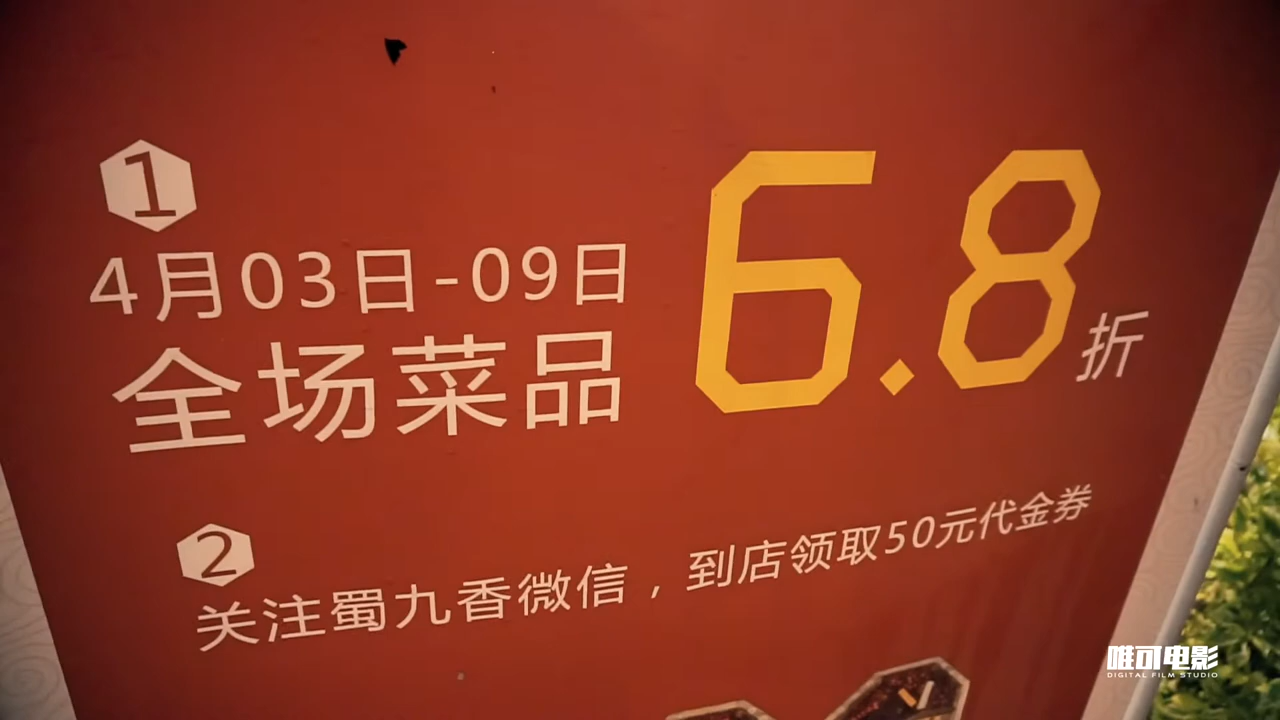 1
4月03日-09日
全场菜品
6.8折
2
关注蜀九香微信，到店领取50元代金券
唯可电影
DIGITAL FILM STUDIO